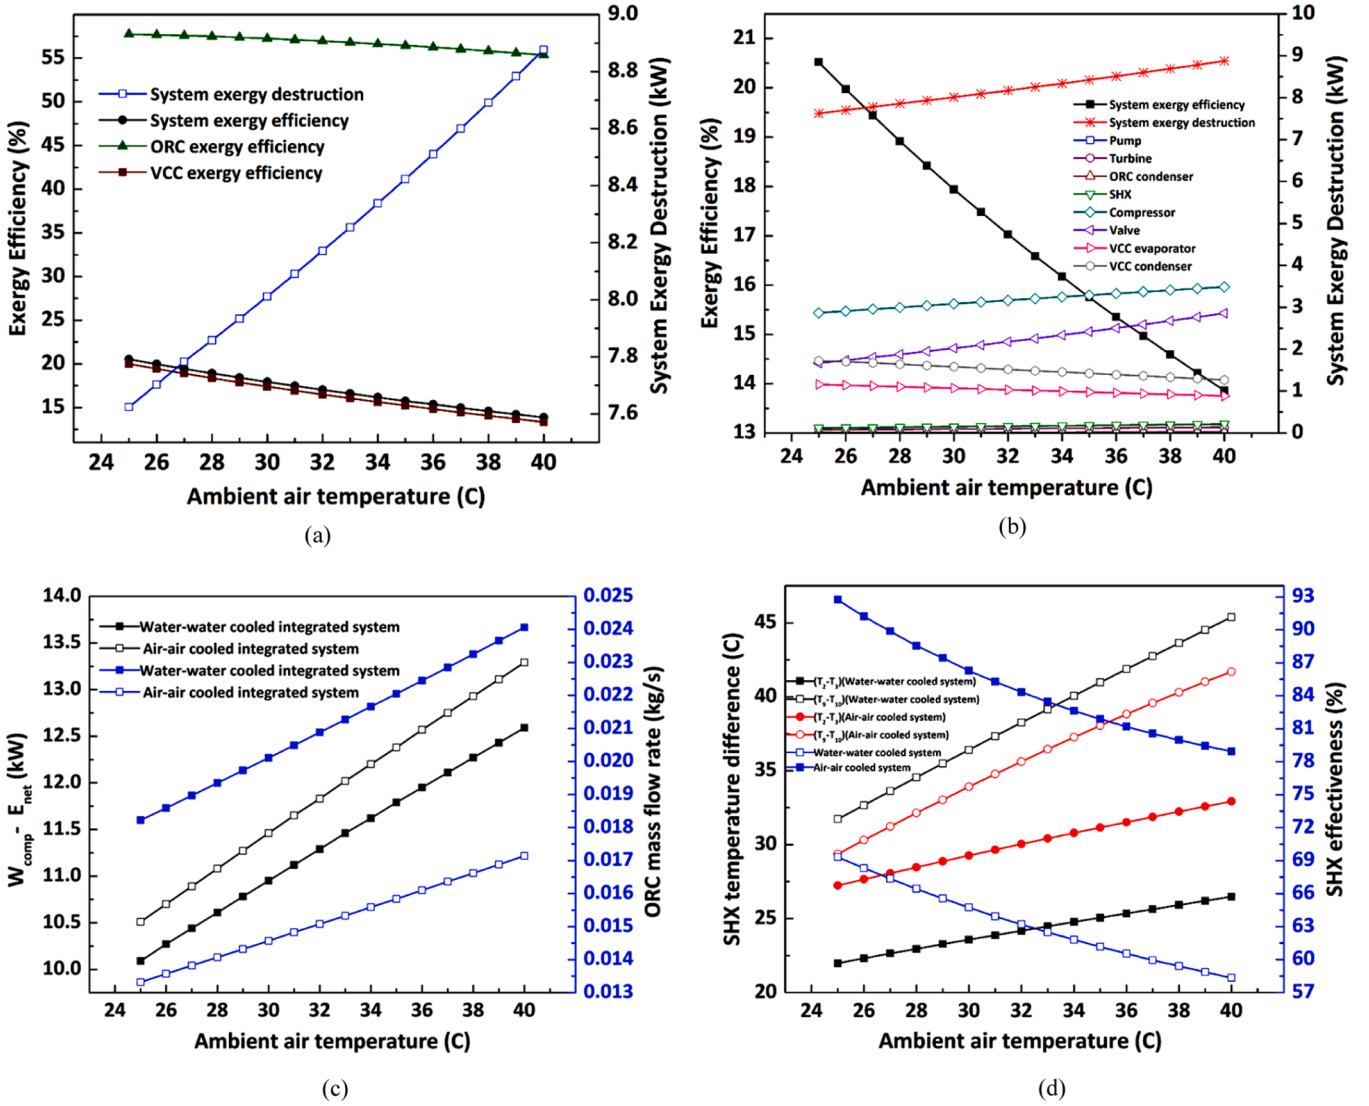 Exergy Efficiency (%)
55
50
45
40
35
30
25
20
15
System exergy destruction
System exergy efficiency
ORC exergy efficiency
VCC exergy efficiency
9.0
8.8
8.6
8.4
8.2
8.0
7.8
7.6
System Exergy Destruction (kW)
24 26 28 30 32 34 36 38 40
Ambient air temperature (C)
(a)
Exergy Efficiency (%)
21
20
19
18
17
16
15
14
13
System exergy efficiency
System exergy destruction
Pump
Turbine
ORC condenser
SHX
Compressor
Valve
VCC evaporator
VCC condenser
10
9
8
7
6
5
4
3
2
1
0
System Exergy Destruction (kW)
24 26 28 30 32 34 36 38 40
Ambient air temperature (C)
(b)
W_comp - E_net (kW)
14.0
13.5
13.0
12.5
12.0
11.5
11.0
10.5
10.0
Water-water cooled integrated system
Air-air cooled integrated system
Water-water cooled integrated system
Air-air cooled integrated system
0.025
0.024
0.023
0.022
0.021
0.020
0.019
0.018
0.017
0.016
0.015
0.014
0.013
ORC mass flow rate (kg/s)
24 26 28 30 32 34 36 38 40
Ambient air temperature (C)
(c)
SHX temperature difference (C)
45
40
35
30
25
20
(T₂-T₃)(Water-water cooled system)
(T₉-T₁₀)(Water-water cooled system)
(T₂-T₃)(Air-air cooled system)
(T₉-T₁₀)(Air-air cooled system)
Water-water cooled system
Air-air cooled system
93
90
87
84
81
78
75
72
69
66
63
60
57
SHX effectiveness (%)
24 26 28 30 32 34 36 38 40
Ambient air temperature (C)
(d)